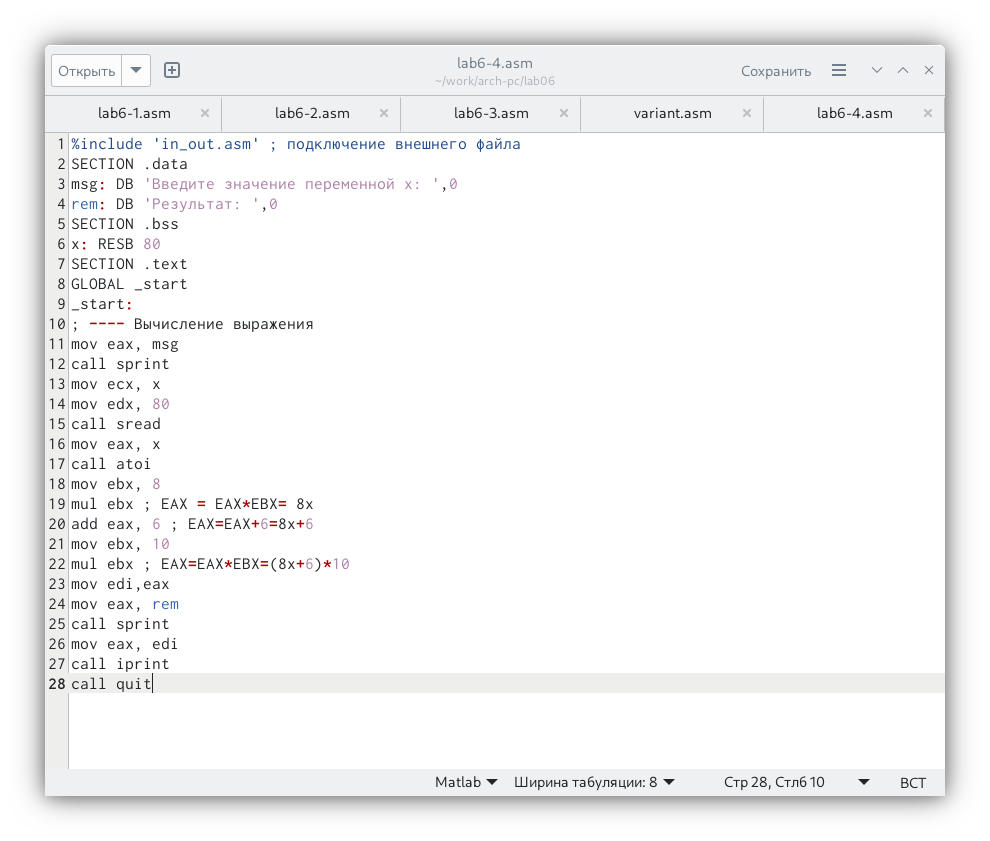 Открыть
lab6-4.asm
~/work/arch-pc/lab06
Сохранить
lab6-1.asm × lab6-2.asm × lab6-3.asm × variant.asm × lab6-4.asm ×
1 %include 'in_out.asm' ; подключение внешнего файла
2 SECTION .data
3 msg: DB 'Введите значение переменной x: ',0
4 rem: DB 'Результат: ',0
5 SECTION .bss
6 x: RESB 80
7 SECTION .text
8 GLOBAL _start
9 _start:
10 ; ---- Вычисление выражения
11 mov eax, msg
12 call sprint
13 mov ecx, x
14 mov edx, 80
15 call sread
16 mov eax, x
17 call atoi
18 mov ebx, 8
19 mul ebx ; EAX = EAX*EBX= 8x
20 add eax, 6 ; EAX=EAX+6=8x+6
21 mov ebx, 10
22 mul ebx ; EAX=EAX*EBX=(8x+6)*10
23 mov edi,eax
24 mov eax, rem
25 call sprint
26 mov eax, edi
27 call iprint
28 call quit
Matlab Ширина табуляции: 8 Стр 28, Стлб 10 ВСТ